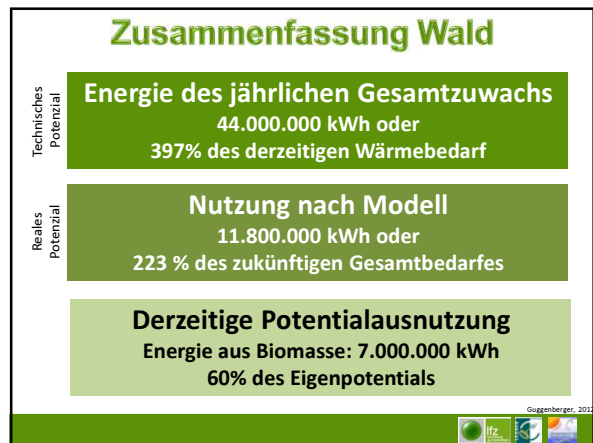 Zusammenfassung Wald
Technisches
Potenzial
Energie des jährlichen Gesamtzuwachs
44.000.000 kWh oder
397% des derzeitigen Wärmebedarf
Reales
Potenzial
Nutzung nach Modell
11.800.000 kWh oder
223 % des zukünftigen Gesamtbedarfes
Derzeitige Potentialausnutzung
Energie aus Biomasse: 7.000.000 kWh
60% des Eigenpotentials
Guggenberger, 2012
lfz